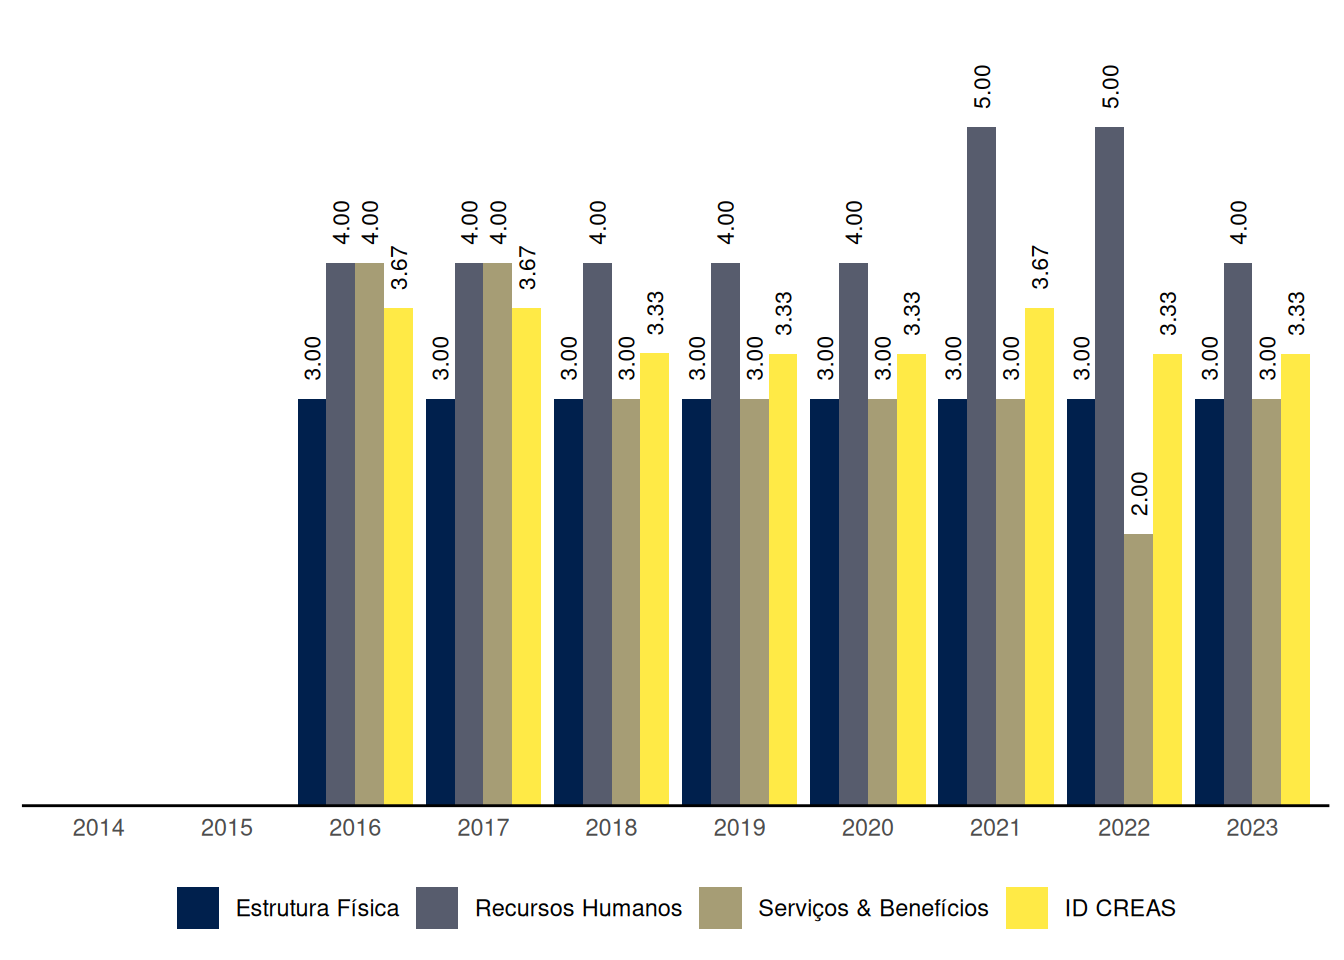 5.00 5.00
4.00 4.00 4.00 4.00 4.00 4.00 4.00 4.00
3.67 3.67 3.67
3.33 3.33 3.33 3.33 3.33
3.00 3.00 3.00 3.00 3.00 3.00 3.00 3.00 3.00 3.00 3.00 3.00 3.00
2.00
2014 2015 2016 2017 2018 2019 2020 2021 2022 2023
Estrutura Física Recursos Humanos Serviços & Benefícios ID CREAS